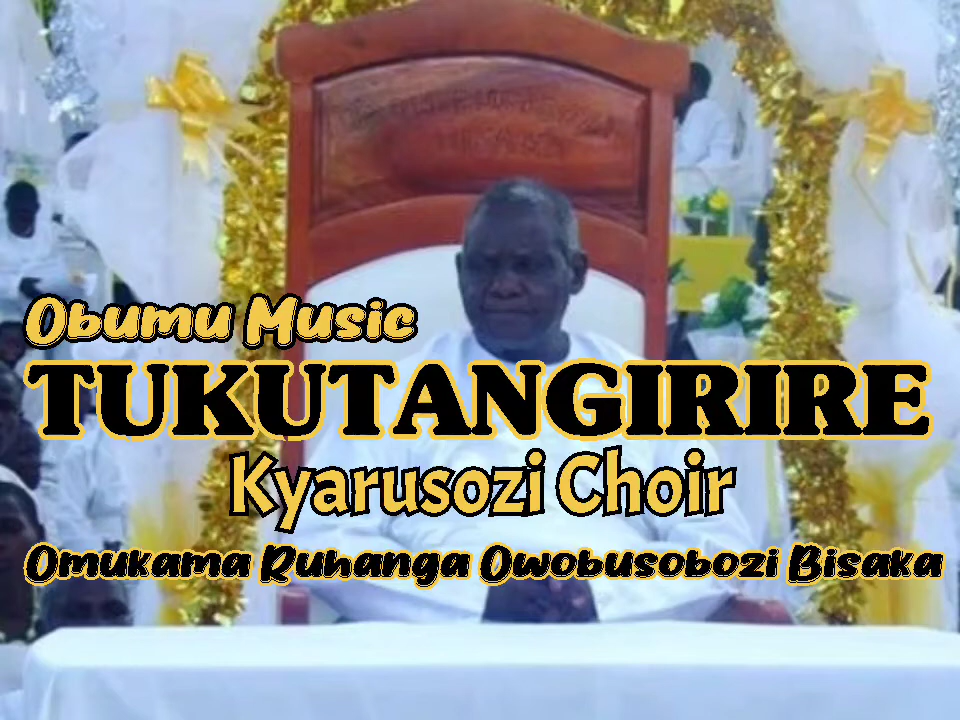 Obumu Music
TUKUTANGIRIRE
Kyarusozi Choir
Omukama Ruhanga Owobusobozi Bisaka